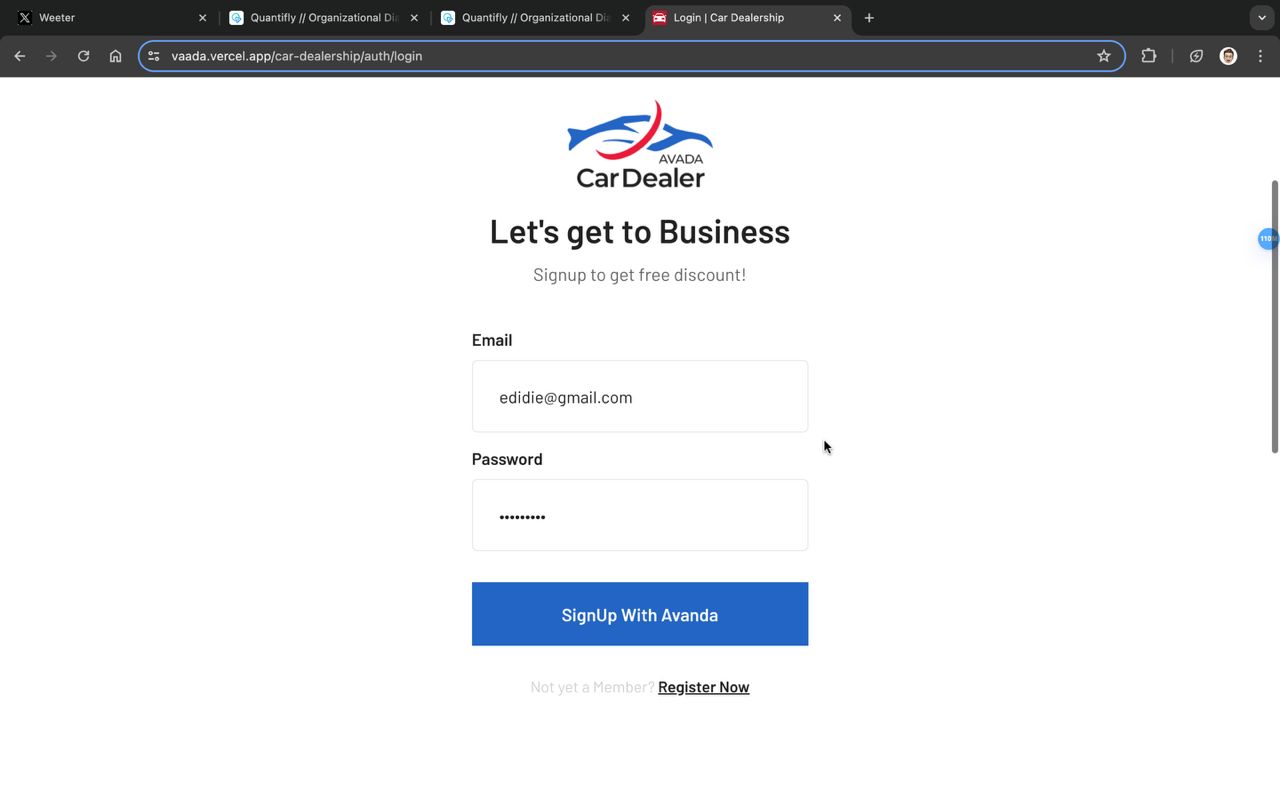 Weeter
Quantifly // Organizational Di
Quantifly // Organizational Di
Login | Car Dealership
vaada.vercel.app/car-dealership/auth/login
AVADA
CarDealer
Let's get to Business
Signup to get free discount!
Email
edidie@gmail.com
Password
•••••••••
SignUp With Avanda
Not yet a Member? Register Now